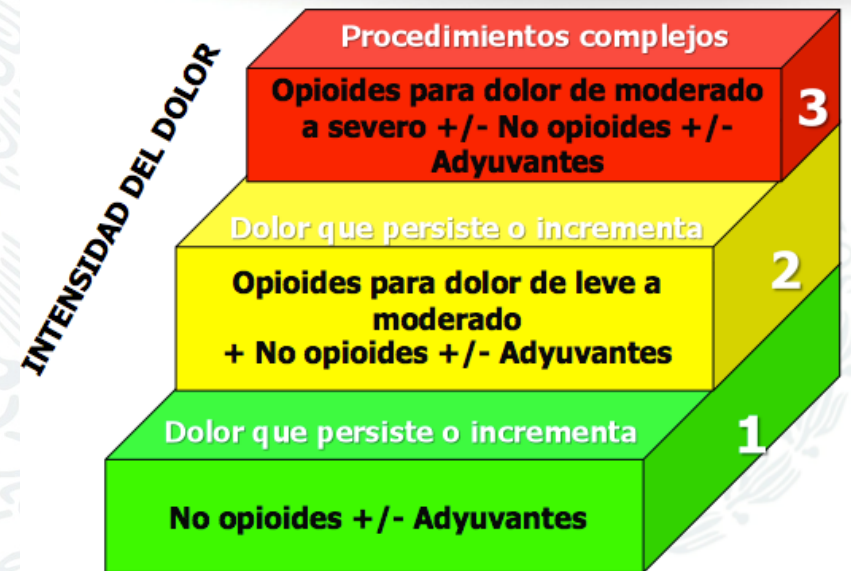 INTENSIDAD DEL DOLOR
Procedimientos complejos
Opioides para dolor de moderado
a severo +/- No opioides +/-
Adyuvantes
3
Dolor que persiste o incrementa
Opioides para dolor de leve a
moderado
+ No opioides +/- Adyuvantes
2
Dolor que persiste o incrementa
No opioides +/- Adyuvantes
1